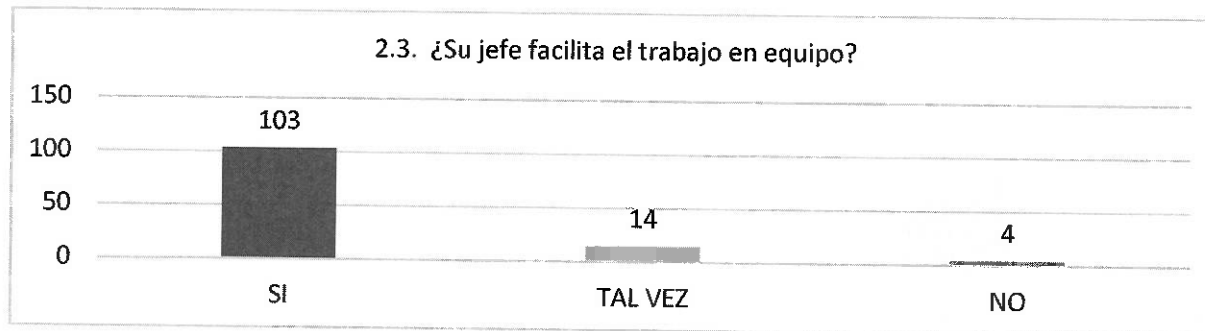 2.3. ¿Su jefe facilita el trabajo en equipo?
150
103
100
50
14
4
0
SI
TAL VEZ
NO